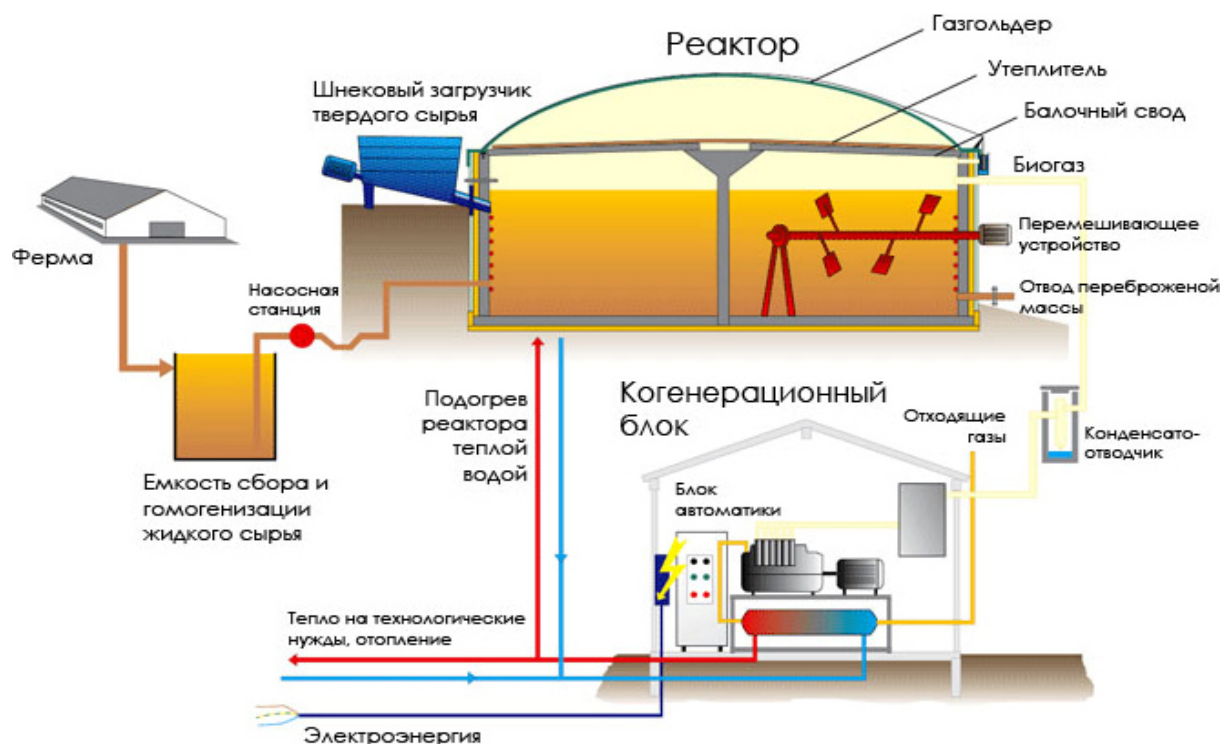 Реактор
Газгольдер
Утеплитель
Балочный свод
Шнековый загрузчик
твердого сырья
Биогаз
Ферма
Перемешивающее
устройство
Насосная
станция
Отвод переброженой
массы
Подогрев
реактора
теплой
водой
Когенерационный
блок
Отходящие
газы
Конденсато-
отводчик
Емкость сбора и
гомогенизации
жидкого сырья
Блок
автоматики
Тепло на технологические
нужды, отопление
Электроэнергия